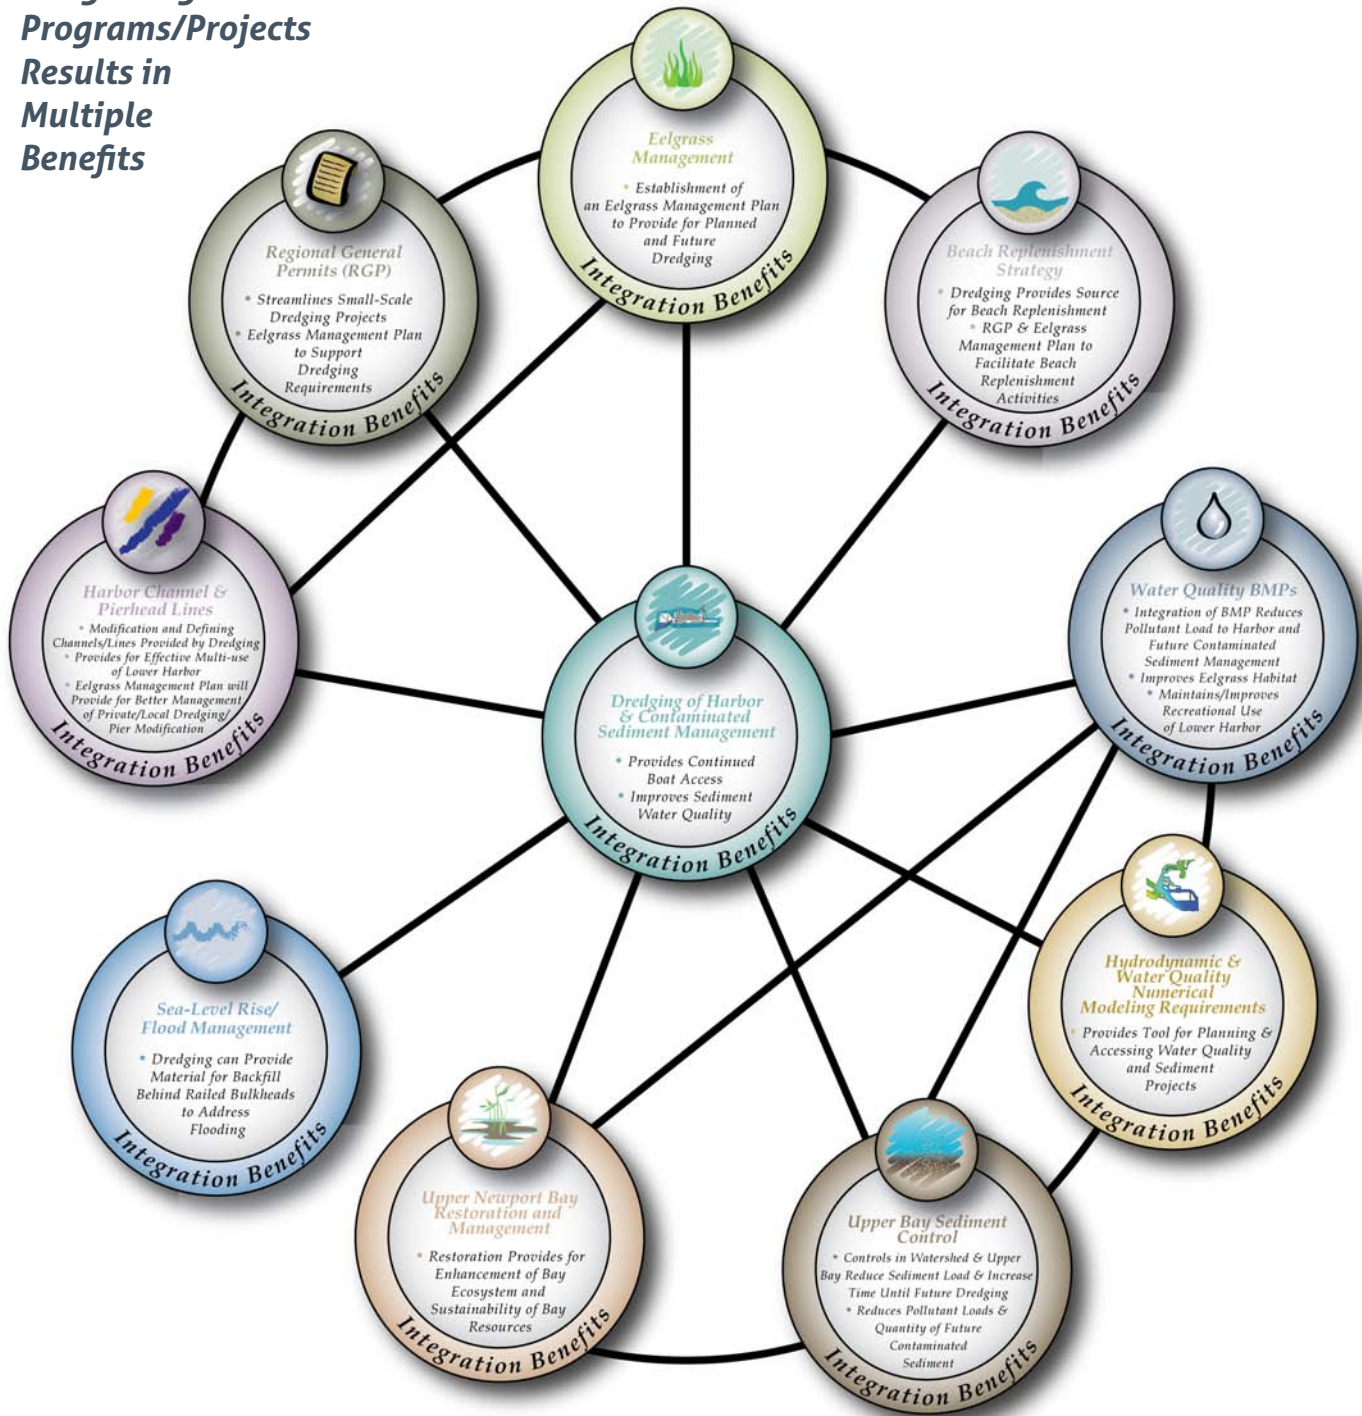 Programs/Projects
Results in
Multiple
Benefits
Eelgrass
Management
• Establishment of
an Eelgrass Management Plan
to Provide for Planned
and Future
Dredging
Integration Benefits
Regional General
Permits (RGP)
• Streamlines Small-Scale
Dredging Projects
• Eelgrass Management Plan
to Support
Dredging
Requirements
Integration Benefits
Beach Replenishment
Strategy
• Dredging Provides Source
for Beach Replenishment
• RGP & Eelgrass
Management Plan to
Facilitate Beach
Replenishment
Activities
Integration Benefits
Harbor Channel &
Pierhead Lines
• Modification and Defining
Channels/Lines Provided by Dredging
• Provides for Effective Multi-use
of Lower Harbor
• Eelgrass Management Plan will
Provide for Better Management
of Private/Local Dredging/
Pier Modification
Integration Benefits
Water Quality BMPs
• Integration of BMP Reduces
Pollutant Load to Harbor and
Future Contaminated
Sediment Management
• Improves Eelgrass Habitat
• Maintains/Improves
Recreational Use
of Lower Harbor
Integration Benefits
Dredging of Harbor
& Contaminated
Sediment Management
• Provides Continued
Boat Access
• Improves Sediment
Water Quality
Integration Benefits
Hydrodynamic &
Water Quality
Numerical
Modeling Requirements
• Provides Tool for Planning &
Accessing Water Quality
and Sediment
Projects
Integration Benefits
Sea-Level Rise/
Flood Management
• Dredging can Provide
Material for Backfill
Behind Railed Bulkheads
to Address
Flooding
Integration Benefits
Upper Newport Bay
Restoration and
Management
• Restoration Provides for
Enhancement of Bay
Ecosystem and
Sustainability of Bay
Resources
Integration Benefits
Upper Bay Sediment
Control
• Controls in Watershed & Upper
Bay Reduce Sediment Load & Increase
Time Until Future Dredging
• Reduces Pollutant Loads &
Quantity of Future
Contaminated
Sediment
Integration Benefits